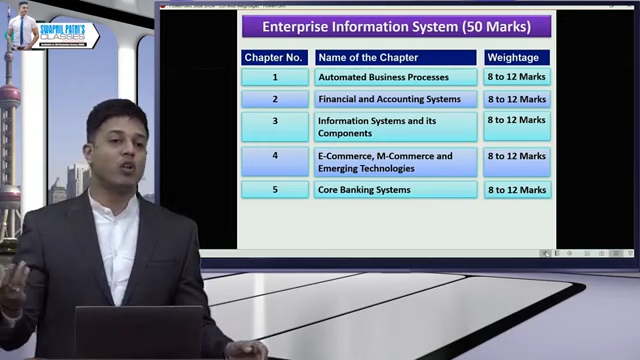 SWAPNIL PATNI'S
CLASSES
Enterprise Information System (50 Marks)
Chapter No. Name of the Chapter Weightage
1 Automated Business Processes 8 to 12 Marks
2 Financial and Accounting Systems 8 to 12 Marks
3 Information Systems and its Components 8 to 12 Marks
4 E-Commerce, M-Commerce and Emerging Technologies 8 to 12 Marks
5 Core Banking Systems 8 to 12 Marks